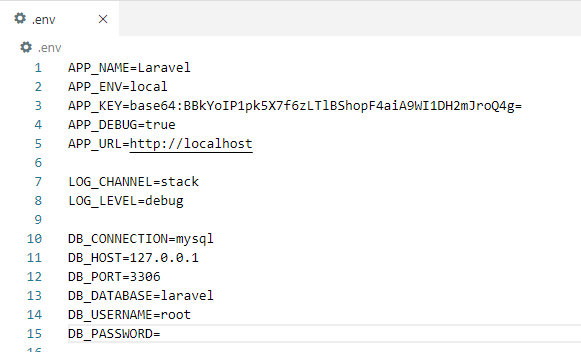 .env
.env
1 APP_NAME=Laravel
2 APP_ENV=local
3 APP_KEY=base64:BBkYoIP1pk5X7f6zLTlBShopF4aiA9WI1DH2mJroQ4g=
4 APP_DEBUG=true
5 APP_URL=http://localhost
6
7 LOG_CHANNEL=stack
8 LOG_LEVEL=debug
9
10 DB_CONNECTION=mysql
11 DB_HOST=127.0.0.1
12 DB_PORT=3306
13 DB_DATABASE=laravel
14 DB_USERNAME=root
15 DB_PASSWORD=
16